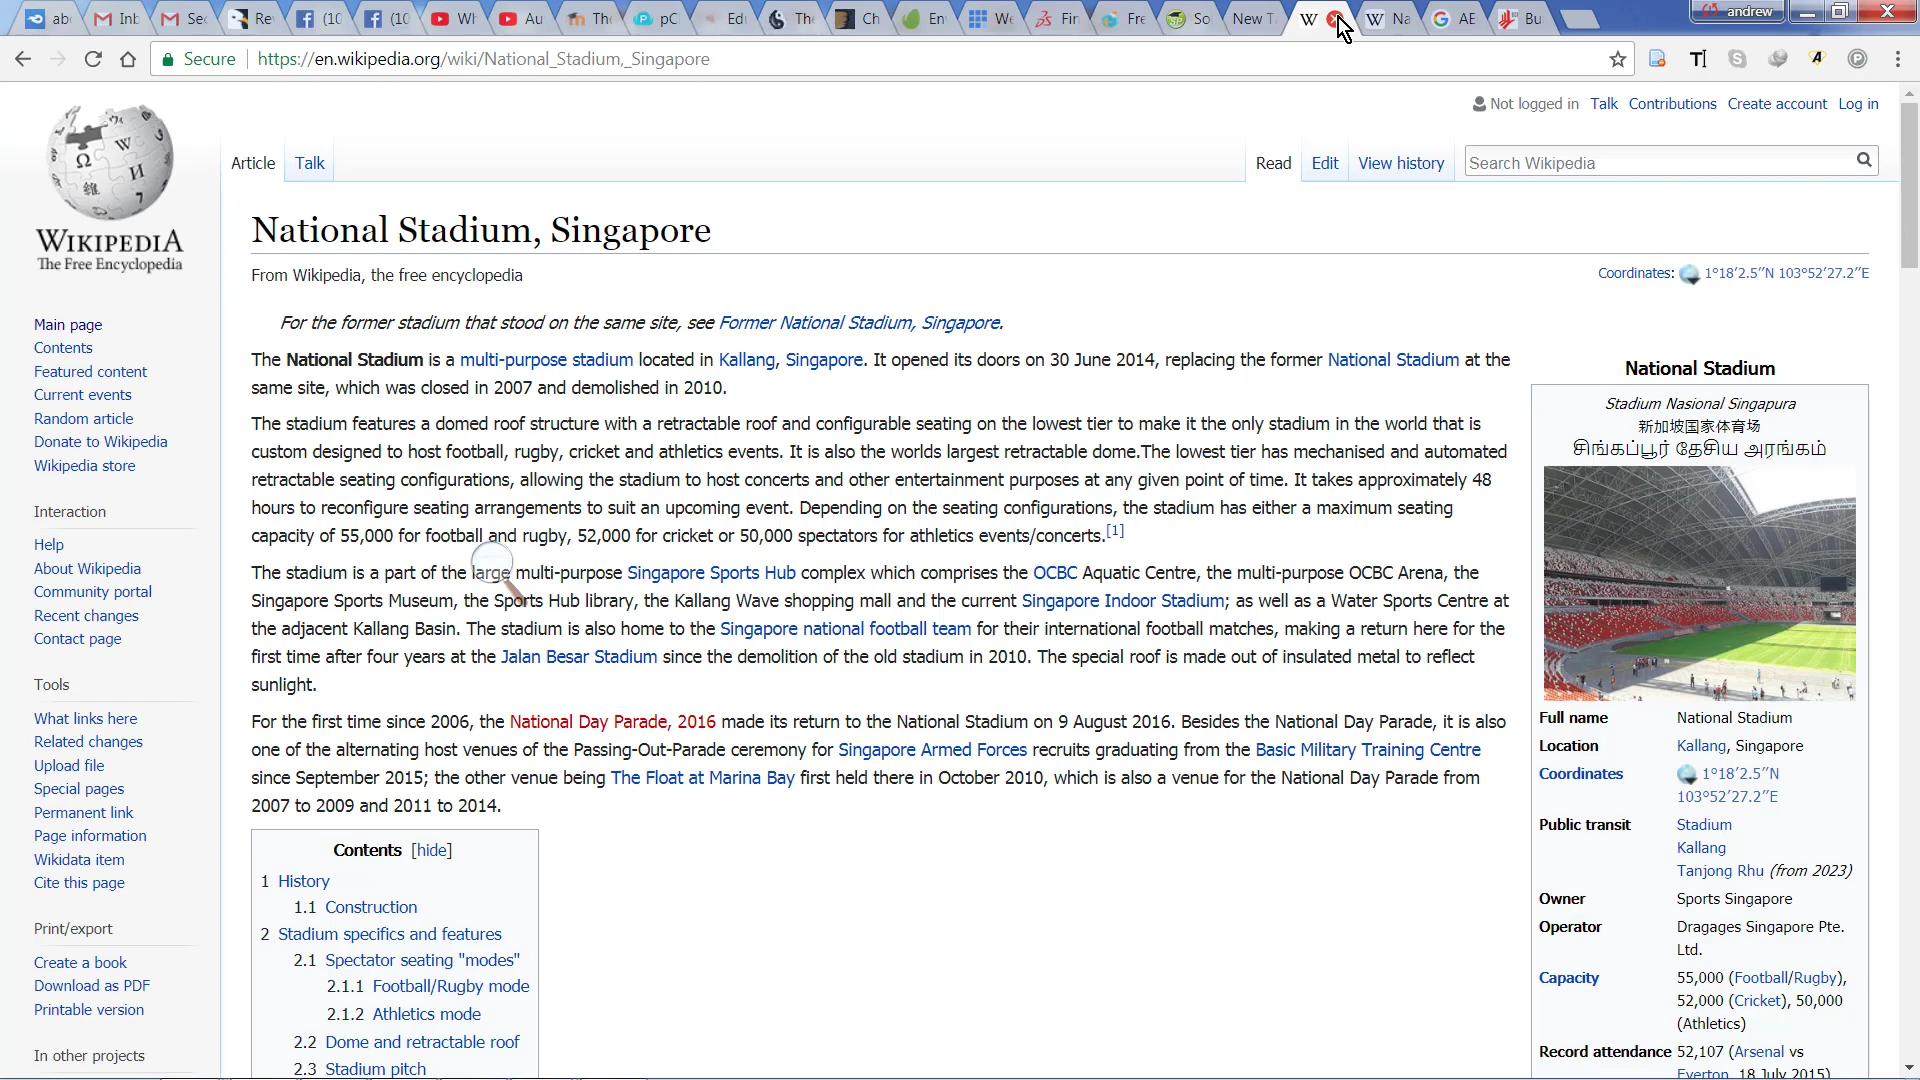 ab
Inb
Sec
Rev
(10
(10
Wh
Au
The
pC
Edi
The
Ch
Env
We
Fin
Fre
So
New T
Na
AE
Bu
andrew
Secure
https://en.wikipedia.org/wiki/National_Stadium,_Singapore
Not logged in Talk Contributions Create account Log in
Article Talk
Read Edit View history Search Wikipedia
WIKIPEDIA
The Free Encyclopedia
Main page
Contents
Featured content
Current events
Random article
Donate to Wikipedia
Wikipedia store
Interaction
Help
About Wikipedia
Community portal
Recent changes
Contact page
Tools
What links here
Related changes
Upload file
Special pages
Permanent link
Page information
Wikidata item
Cite this page
Print/export
Create a book
Download as PDF
Printable version
In other projects
National Stadium, Singapore
From Wikipedia, the free encyclopedia
Coordinates: 1°18′2.5″N 103°52′27.2″E
For the former stadium that stood on the same site, see Former National Stadium, Singapore.
The National Stadium is a multi-purpose stadium located in Kallang, Singapore. It opened its doors on 30 June 2014, replacing the former National Stadium at the
same site, which was closed in 2007 and demolished in 2010.
The stadium features a domed roof structure with a retractable roof and configurable seating on the lowest tier to make it the only stadium in the world that is
custom designed to host football, rugby, cricket and athletics events. It is also the worlds largest retractable dome.The lowest tier has mechanised and automated
retractable seating configurations, allowing the stadium to host concerts and other entertainment purposes at any given point of time. It takes approximately 48
hours to reconfigure seating arrangements to suit an upcoming event. Depending on the seating configurations, the stadium has either a maximum seating
capacity of 55,000 for football and rugby, 52,000 for cricket or 50,000 spectators for athletics events/concerts.[1]
The stadium is a part of the large multi-purpose Singapore Sports Hub complex which comprises the OCBC Aquatic Centre, the multi-purpose OCBC Arena, the
Singapore Sports Museum, the Sports Hub library, the Kallang Wave shopping mall and the current Singapore Indoor Stadium; as well as a Water Sports Centre at
the adjacent Kallang Basin. The stadium is also home to the Singapore national football team for their international football matches, making a return here for the
first time after four years at the Jalan Besar Stadium since the demolition of the old stadium in 2010. The special roof is made out of insulated metal to reflect
sunlight.
For the first time since 2006, the National Day Parade, 2016 made its return to the National Stadium on 9 August 2016. Besides the National Day Parade, it is also
one of the alternating host venues of the Passing-Out-Parade ceremony for Singapore Armed Forces recruits graduating from the Basic Military Training Centre
since September 2015; the other venue being The Float at Marina Bay first held there in October 2010, which is also a venue for the National Day Parade from
2007 to 2009 and 2011 to 2014.
Contents [hide]
1 History
1.1 Construction
2 Stadium specifics and features
2.1 Spectator seating "modes"
2.1.1 Football/Rugby mode
2.1.2 Athletics mode
2.2 Dome and retractable roof
2.3 Stadium pitch
National Stadium
Stadium Nasional Singapura
新加坡国家体育场
சிங்கப்பூர் தேசிய அரங்கம்
Full name National Stadium
Location Kallang, Singapore
Coordinates 1°18′2.5″N
103°52′27.2″E
Public transit Stadium
Kallang
Tanjong Rhu (from 2023)
Owner Sports Singapore
Operator Dragages Singapore Pte.
Ltd.
Capacity 55,000 (Football/Rugby),
52,000 (Cricket), 50,000
(Athletics)
Record attendance 52,107 (Arsenal vs
Everton, 18 July 2015)